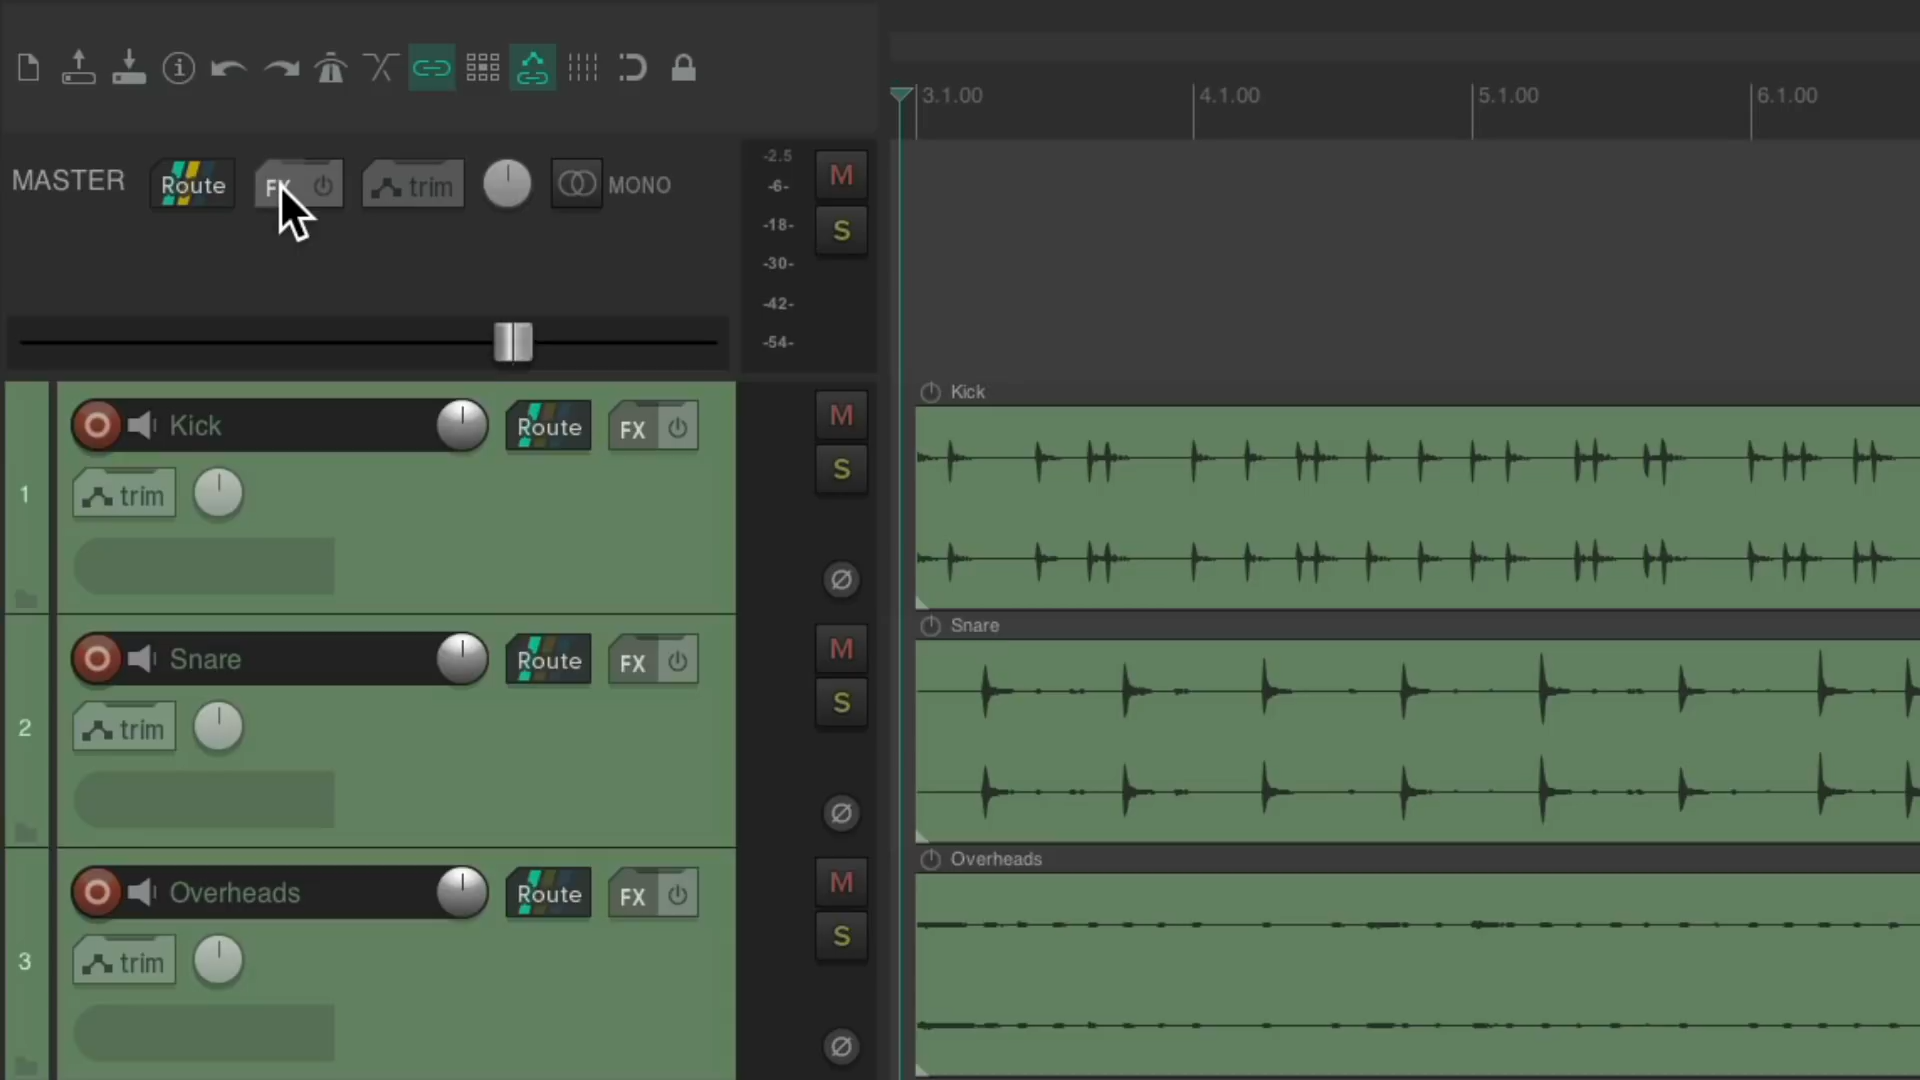 3.1.00 4.1.00 5.1.00 6.1.00
MASTER Route FX trim MONO
-2.5 M
-6-
-18- S
-30-
-42-
-54-
Kick Route FX M Kick
1 trim S
Ø
Snare Route FX M Snare
2 trim S
Ø
Overheads Route FX M Overheads
3 trim S
Ø